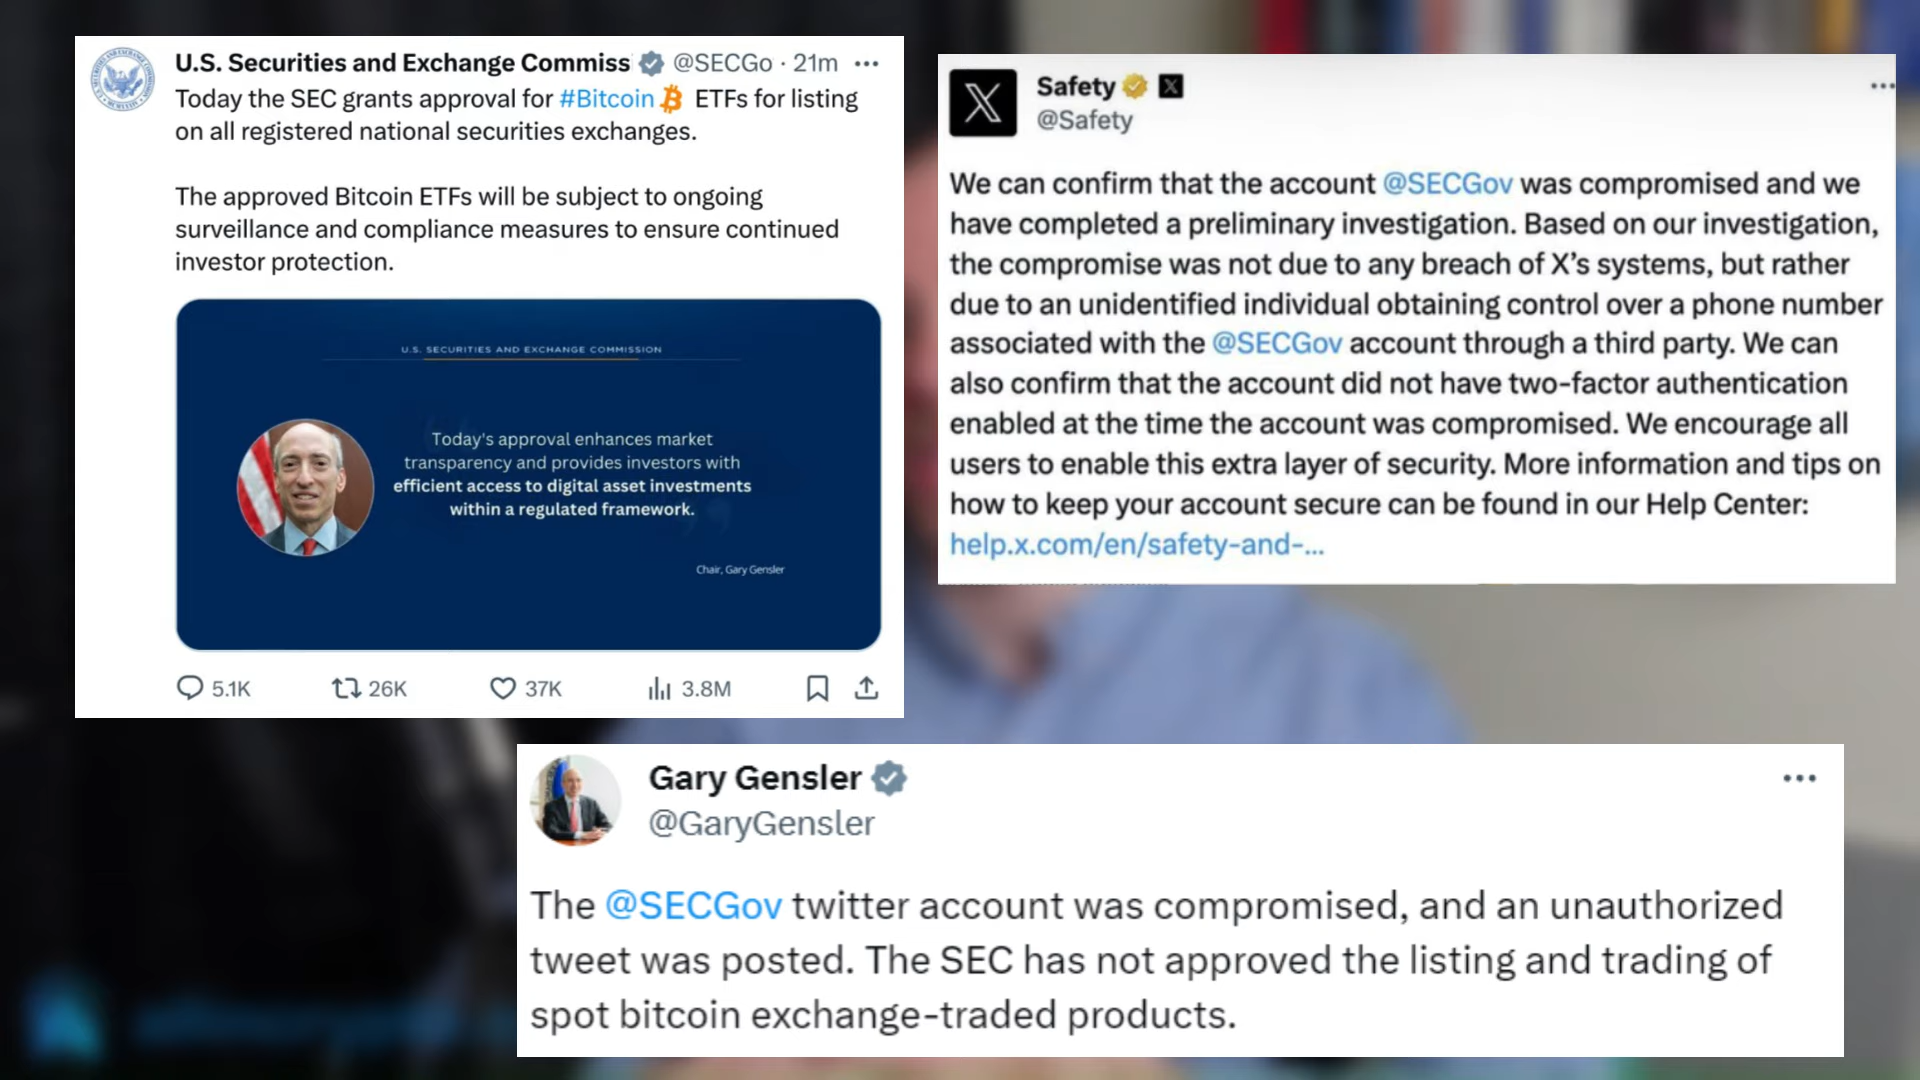 U.S. Securities and Exchange Commiss @SECGo · 21m
Today the SEC grants approval for #Bitcoin ETFs for listing
on all registered national securities exchanges.
The approved Bitcoin ETFs will be subject to ongoing
surveillance and compliance measures to ensure continued
investor protection.
U.S. SECURITIES AND EXCHANGE COMMISSION
Today's approval enhances market
transparency and provides investors with
efficient access to digital asset investments
within a regulated framework.
Chair, Gary Gensler
5.1K 26K 37K 3.8M
Safety
@Safety
We can confirm that the account @SECGov was compromised and we
have completed a preliminary investigation. Based on our investigation,
the compromise was not due to any breach of X's systems, but rather
due to an unidentified individual obtaining control over a phone number
associated with the @SECGov account through a third party. We can
also confirm that the account did not have two-factor authentication
enabled at the time the account was compromised. We encourage all
users to enable this extra layer of security. More information and tips on
how to keep your account secure can be found in our Help Center:
help.x.com/en/safety-and-...
Gary Gensler
@GaryGensler
The @SECGov twitter account was compromised, and an unauthorized
tweet was posted. The SEC has not approved the listing and trading of
spot bitcoin exchange-traded products.